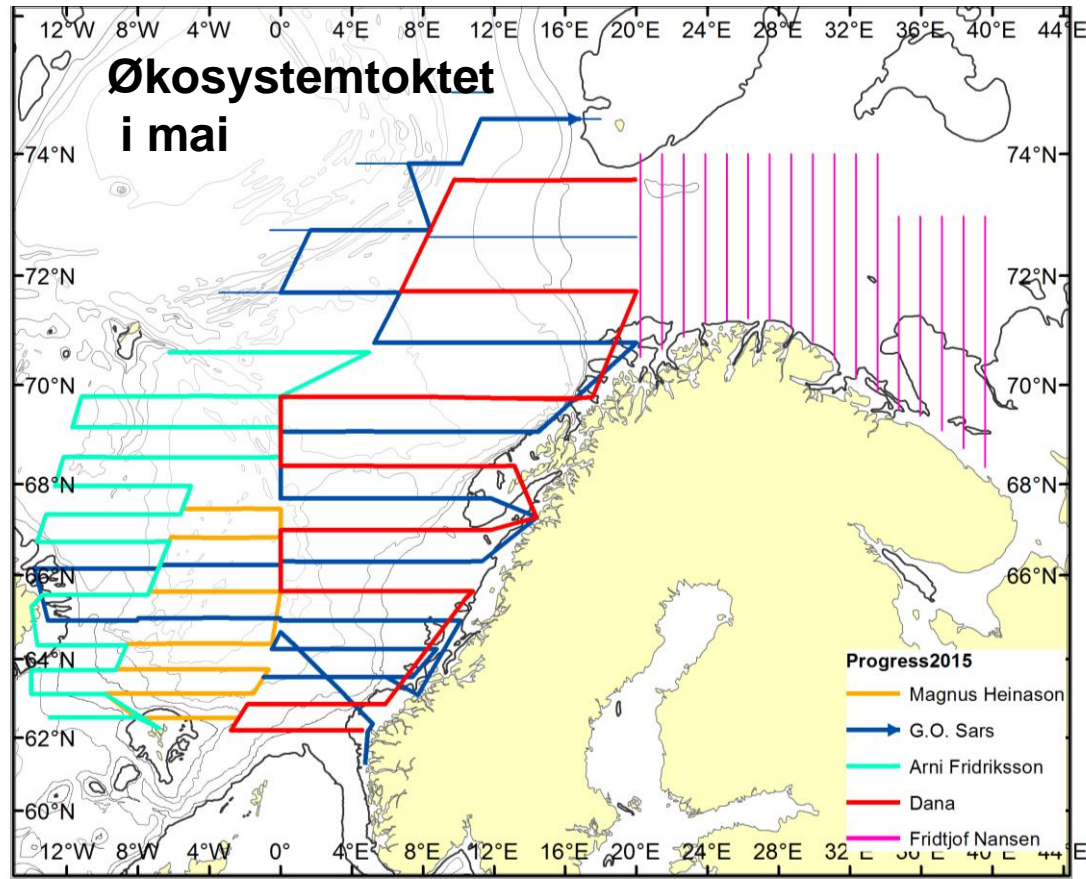 12°W 8°W 4°W 0° 4°E 8°E 12°E 16°E 20°E 24°E 28°E 32°E 36°E 40°E 44°E
Økosystemtoktet
i mai
74°N 74°N
72°N 72°N
70°N 70°N
68°N 68°N
66°N 66°N
64°N 64°N
Progress2015
Magnus Heinason
G.O. Sars
Arni Fridriksson
Dana
Fridtjof Nansen
62°N
60°N
12°W 8°W 4°W 0° 4°E 8°E 12°E 16°E 20°E 24°E 28°E 32°E 36°E 40°E 44°E